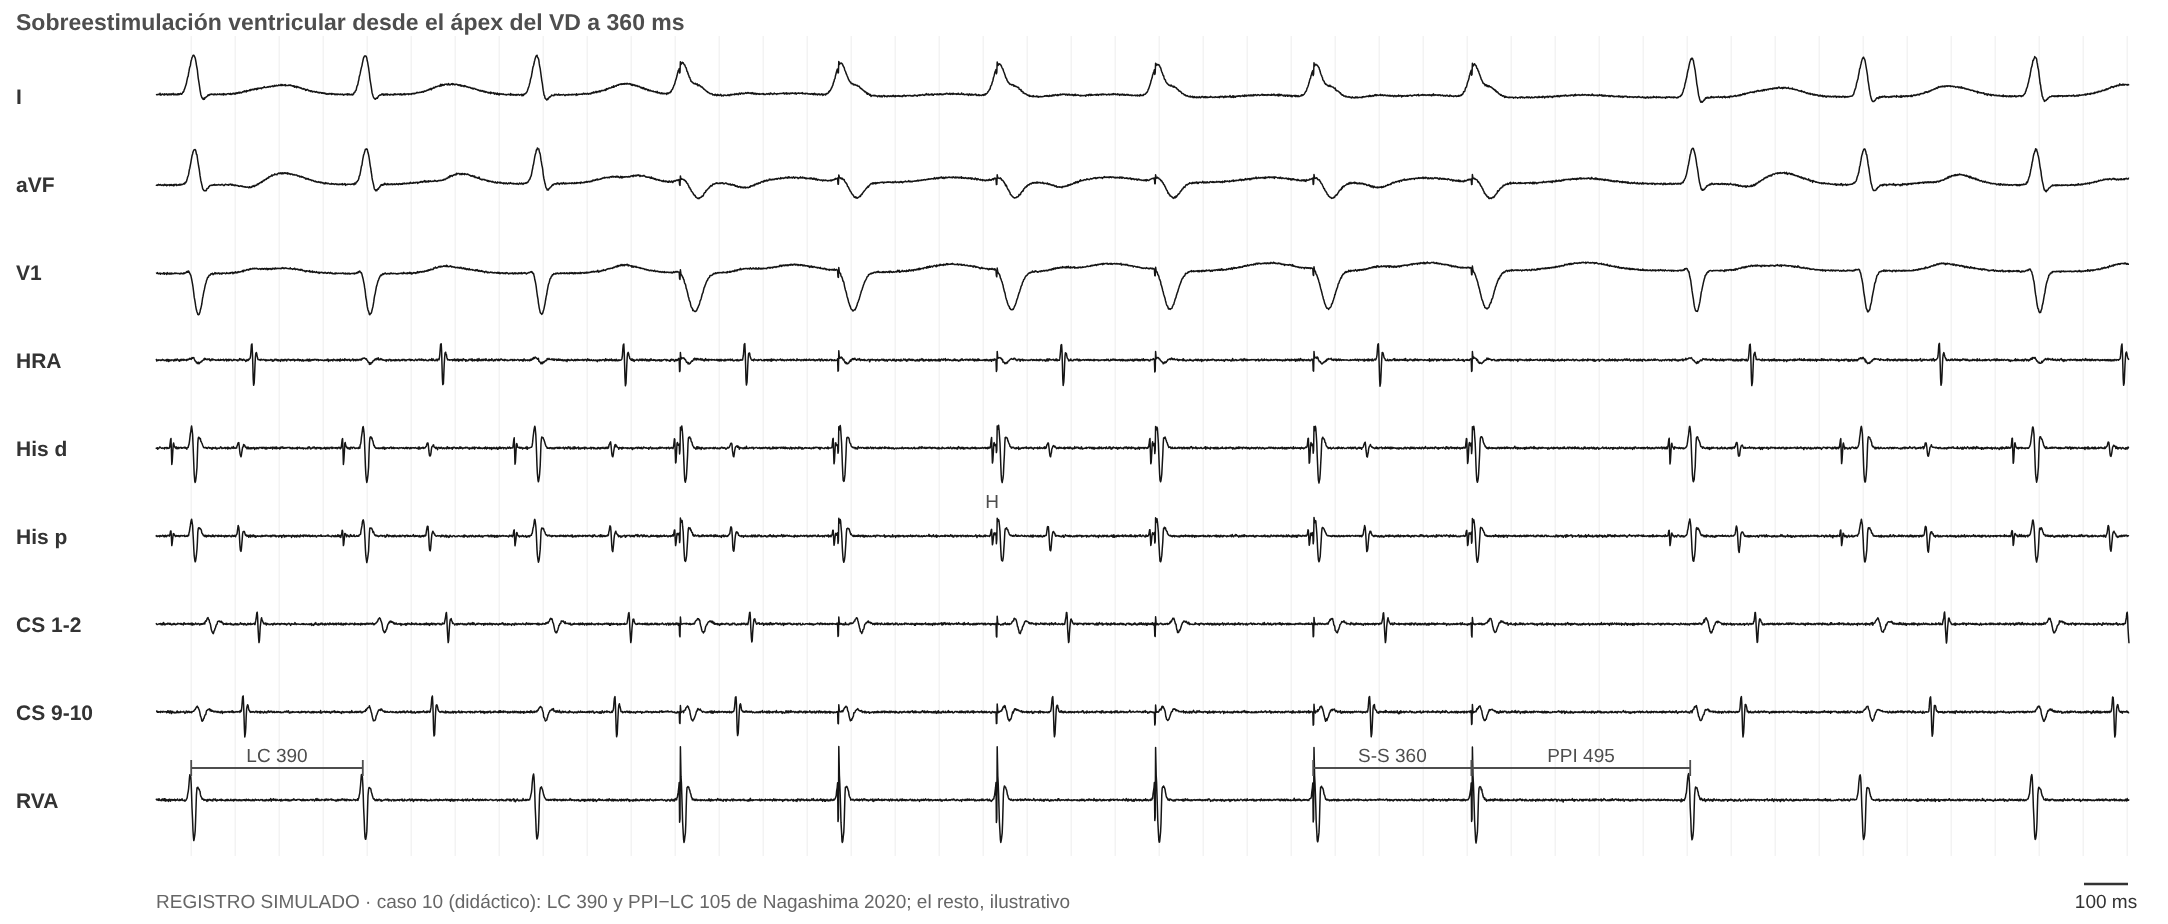 Sobreestimulación ventricular desde el ápex del VD a 360 ms
I
aVF
V1
HRA
His d
H
His p
CS 1-2
CS 9-10
LC 390
S-S 360
PPI 495
RVA
REGISTRO SIMULADO · caso 10 (didáctico): LC 390 y PPI−LC 105 de Nagashima 2020; el resto, ilustrativo
100 ms